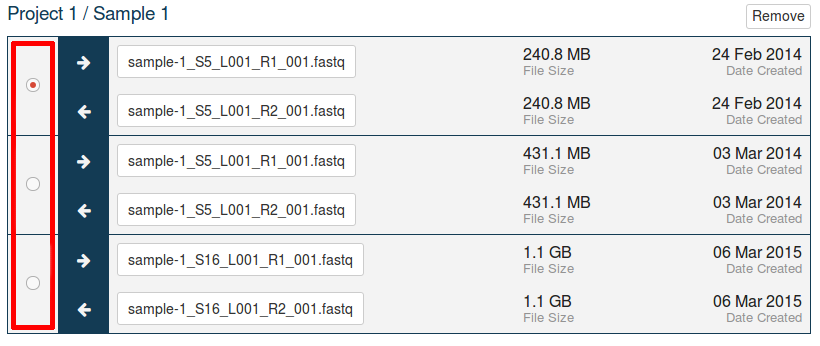 Project 1 / Sample 1
Remove
sample-1_S5_L001_R1_001.fastq 240.8 MB 24 Feb 2014
File Size Date Created
sample-1_S5_L001_R2_001.fastq 240.8 MB 24 Feb 2014
File Size Date Created
sample-1_S5_L001_R1_001.fastq 431.1 MB 03 Mar 2014
File Size Date Created
sample-1_S5_L001_R2_001.fastq 431.1 MB 03 Mar 2014
File Size Date Created
sample-1_S16_L001_R1_001.fastq 1.1 GB 06 Mar 2015
File Size Date Created
sample-1_S16_L001_R2_001.fastq 1.1 GB 06 Mar 2015
File Size Date Created